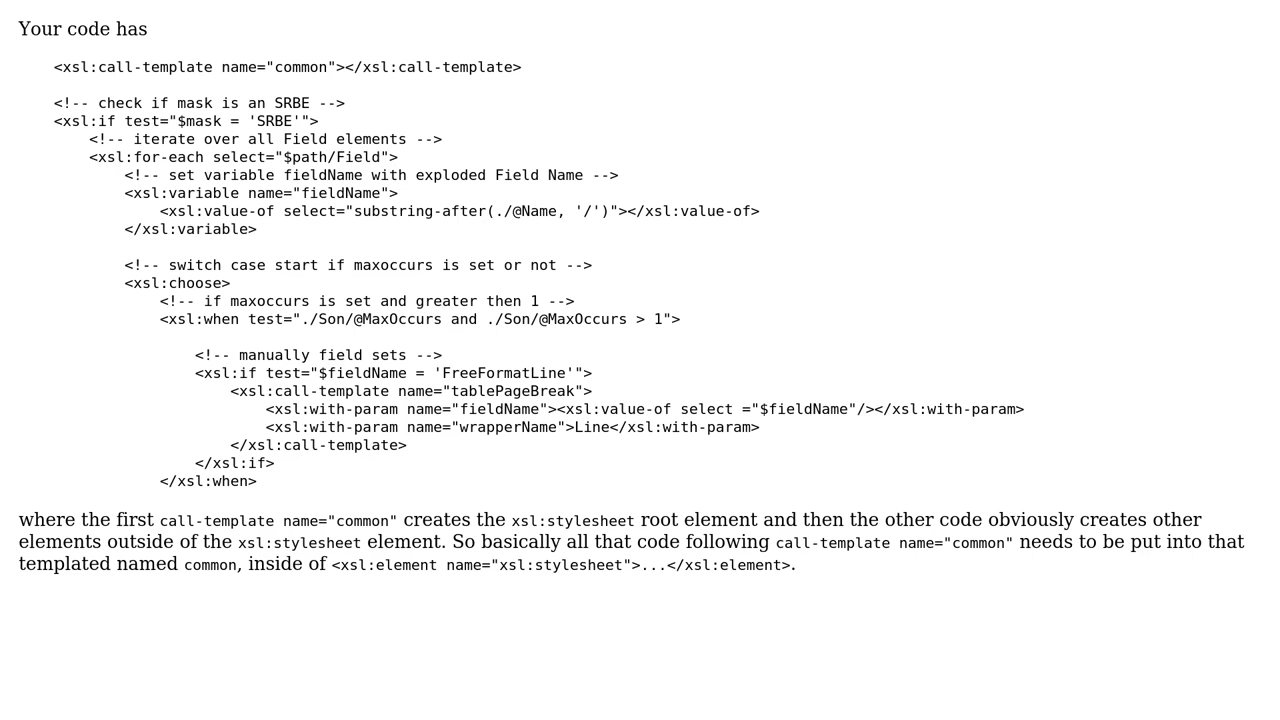 Your code has
<xsl:call-template name="common"></xsl:call-template>
<!-- check if mask is an SRBE -->
<xsl:if test="$mask = 'SRBE'">
<!-- iterate over all Field elements -->
<xsl:for-each select="$path/Field">
<!-- set variable fieldName with exploded Field Name -->
<xsl:variable name="fieldName">
<xsl:value-of select="substring-after(./@Name, '/')"></xsl:value-of>
</xsl:variable>
<!-- switch case start if maxoccurs is set or not -->
<xsl:choose>
<!-- if maxoccurs is set and greater then 1 -->
<xsl:when test="./Son/@MaxOccurs and ./Son/@MaxOccurs > 1">
<!-- manually field sets -->
<xsl:if test="$fieldName = 'FreeFormatLine'">
<xsl:call-template name="tablePageBreak">
<xsl:with-param name="fieldName"><xsl:value-of select ="$fieldName"/></xsl:with-param>
<xsl:with-param name="wrapperName">Line</xsl:with-param>
</xsl:call-template>
</xsl:if>
</xsl:when>
where the first call-template name="common" creates the xsl:stylesheet root element and then the other code obviously creates other
elements outside of the xsl:stylesheet element. So basically all that code following call-template name="common" needs to be put into that
templated named common, inside of <xsl:element name="xsl:stylesheet">...</xsl:element>.